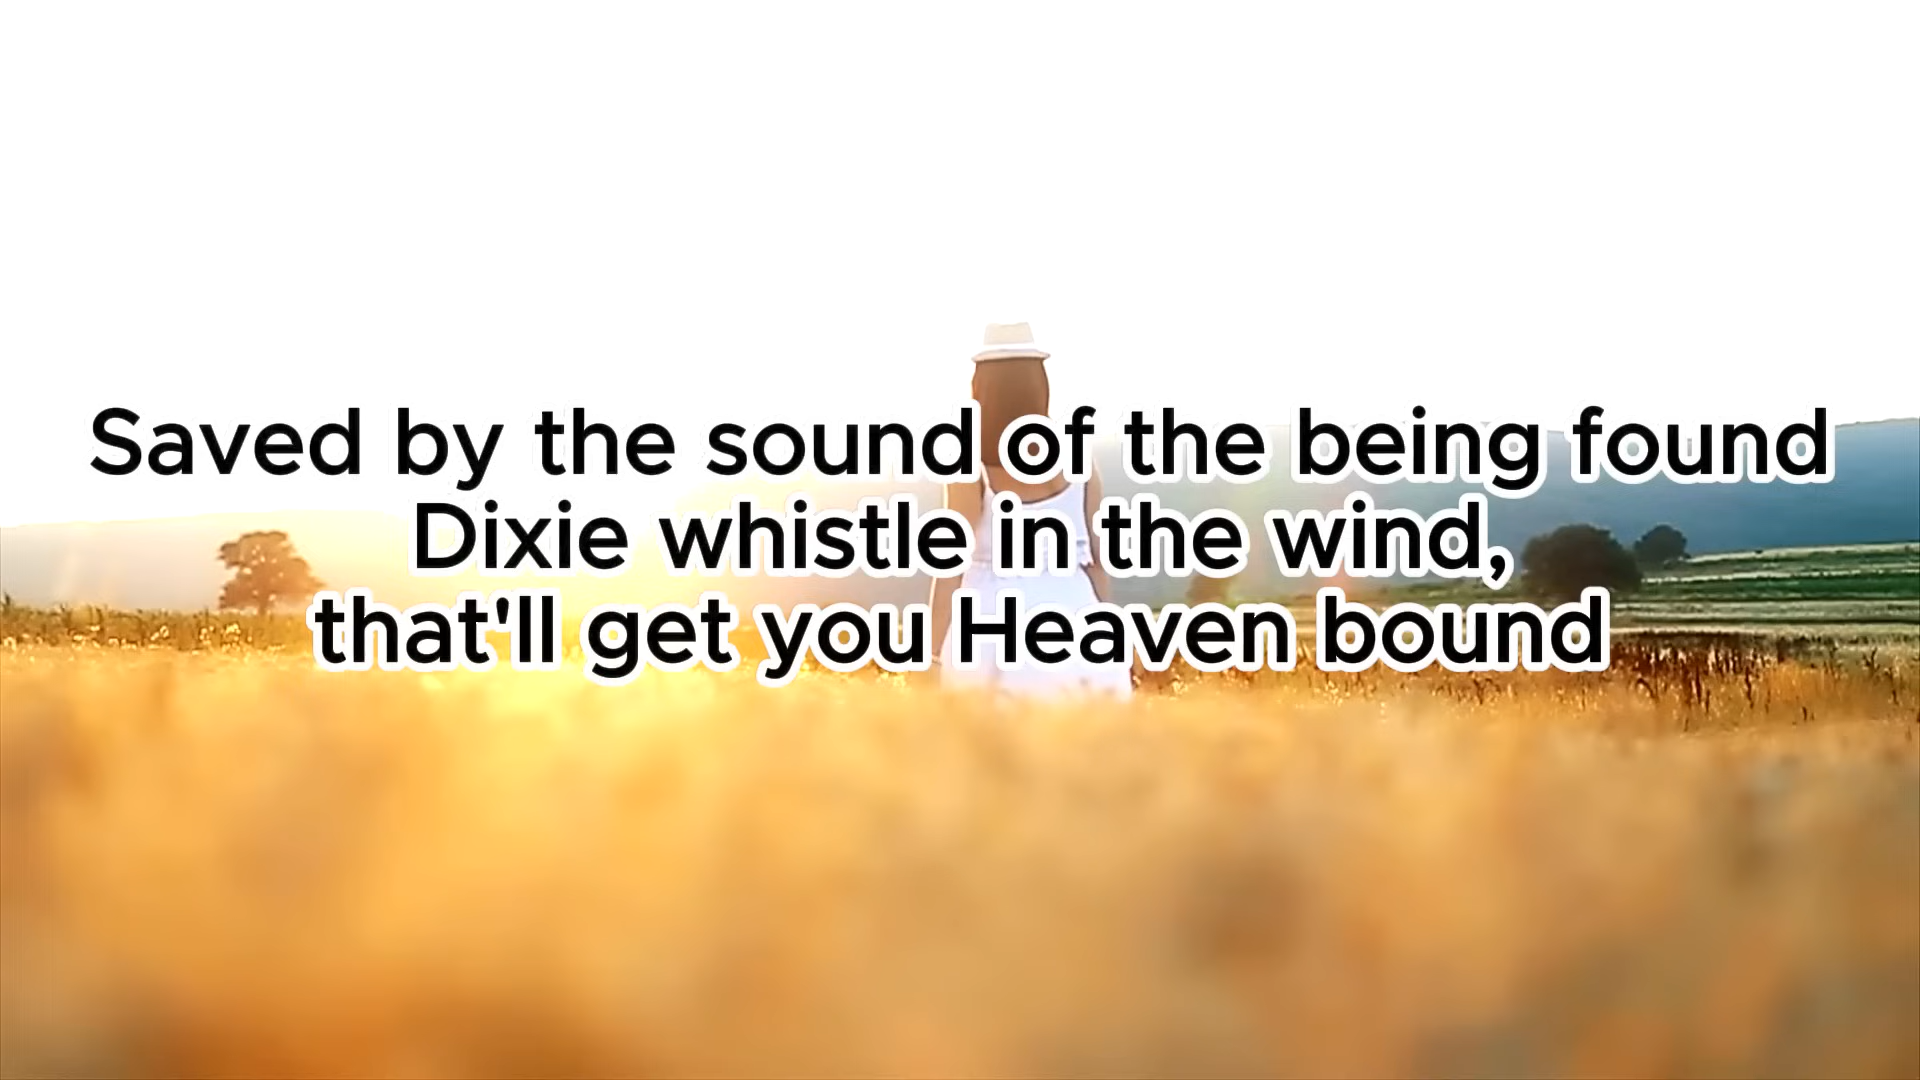 Saved by the sound of the being found
Dixie whistle in the wind,
that'll get you Heaven bound